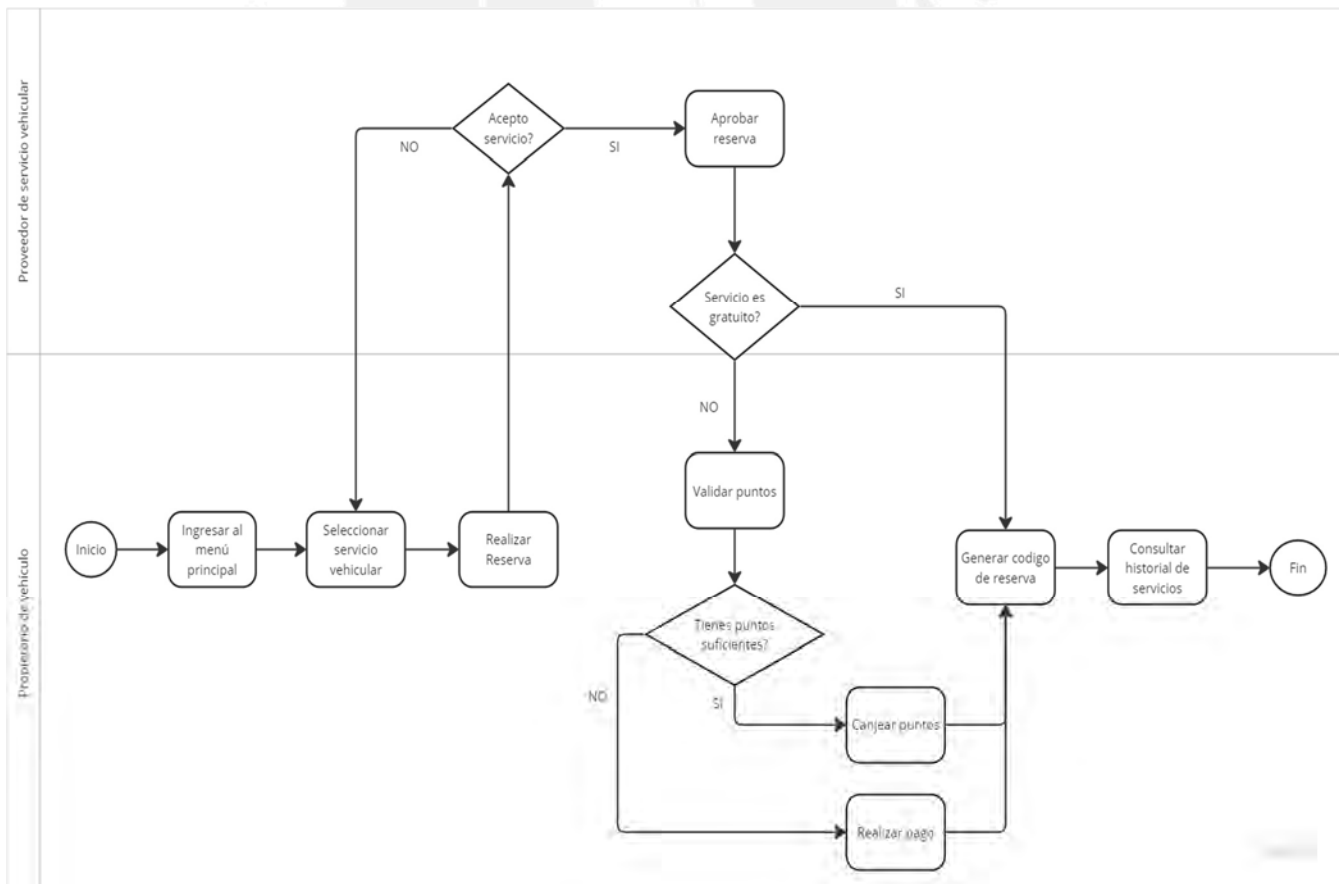 Proveedor de servicio vehicular
Acepto
servicio?
NO
SI
Aprobar
reserva
Servicio es
gratuito?
SI
NO
Propierario de vehículo
Inicio
Ingresar al
menú
principal
Seleccionar
servicio
vehicular
Realizar
Reserva
Validar puntos
Generar codigo
de reserva
Consultar
historial de
servicios
Fin
Tienes puntos
suficientes?
NO
SI
Canjear puntos
Realizar pago